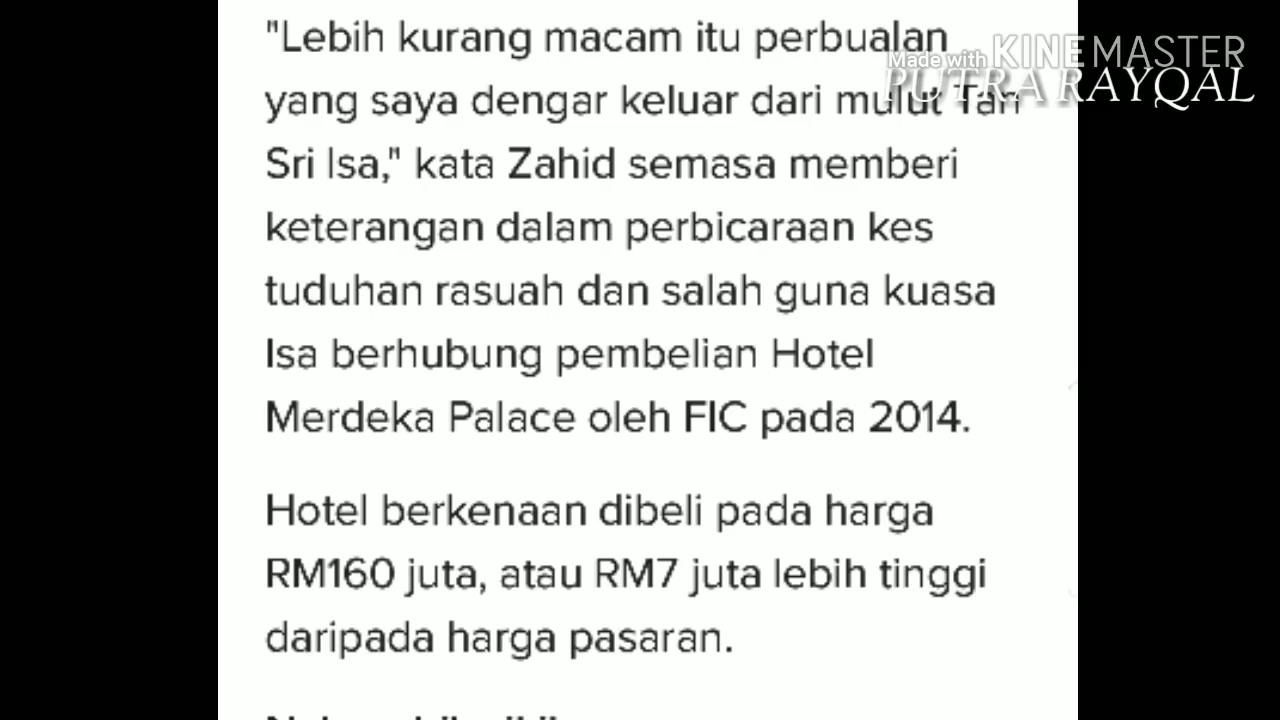 "Lebih kurang macam itu perbualan
Made with KINEMASTER
PUTRA RAYQAL
yang saya dengar keluar dari mulut Tan
Sri Isa," kata Zahid semasa memberi
keterangan dalam perbicaraan kes
tuduhan rasuah dan salah guna kuasa
Isa berhubung pembelian Hotel
Merdeka Palace oleh FIC pada 2014.
Hotel berkenaan dibeli pada harga
RM160 juta, atau RM7 juta lebih tinggi
daripada harga pasaran.